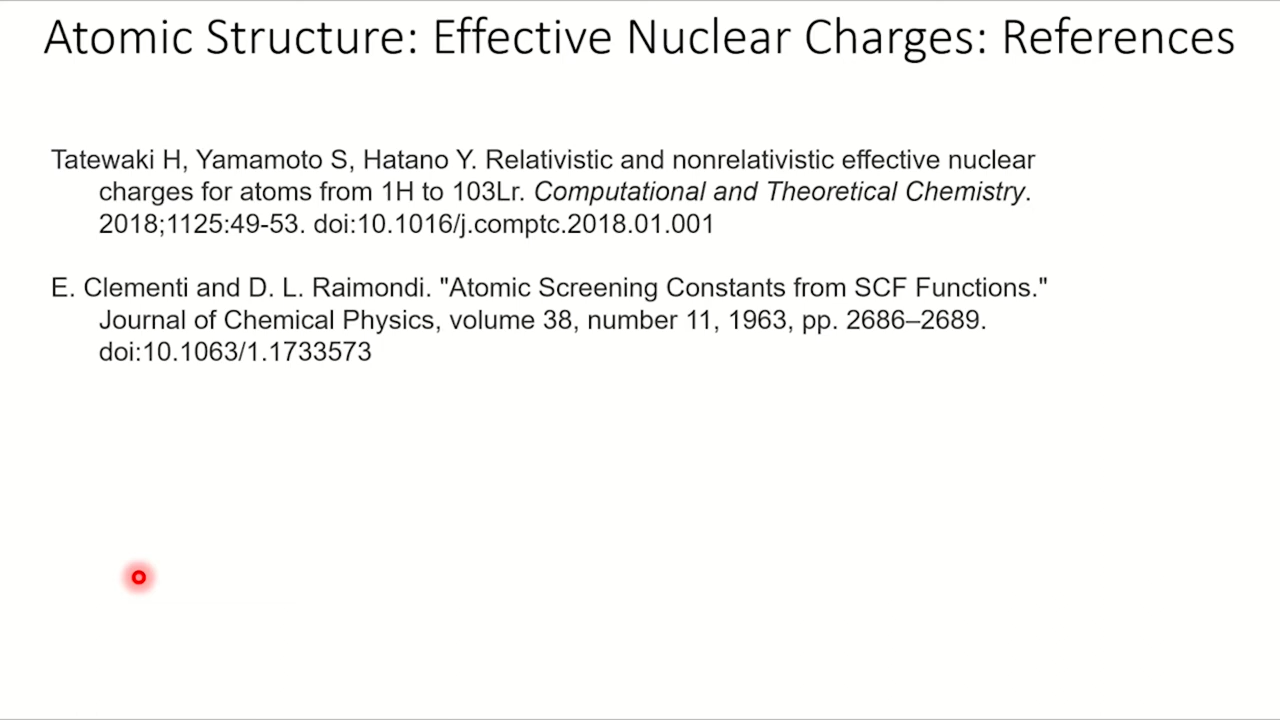 Atomic Structure: Effective Nuclear Charges: References
Tatewaki H, Yamamoto S, Hatano Y. Relativistic and nonrelativistic effective nuclear
charges for atoms from 1H to 103Lr. Computational and Theoretical Chemistry.
2018;1125:49-53. doi:10.1016/j.comptc.2018.01.001
E. Clementi and D. L. Raimondi. "Atomic Screening Constants from SCF Functions."
Journal of Chemical Physics, volume 38, number 11, 1963, pp. 2686–2689.
doi:10.1063/1.1733573